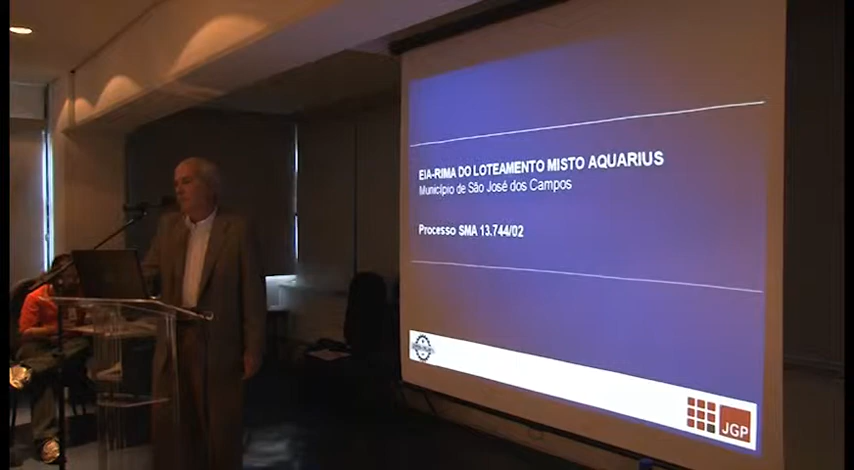 EIA-RIMA DO LOTEAMENTO MISTO AQUARIUS
Município de São José dos Campos
Processo SMA 13.744/02
JGP